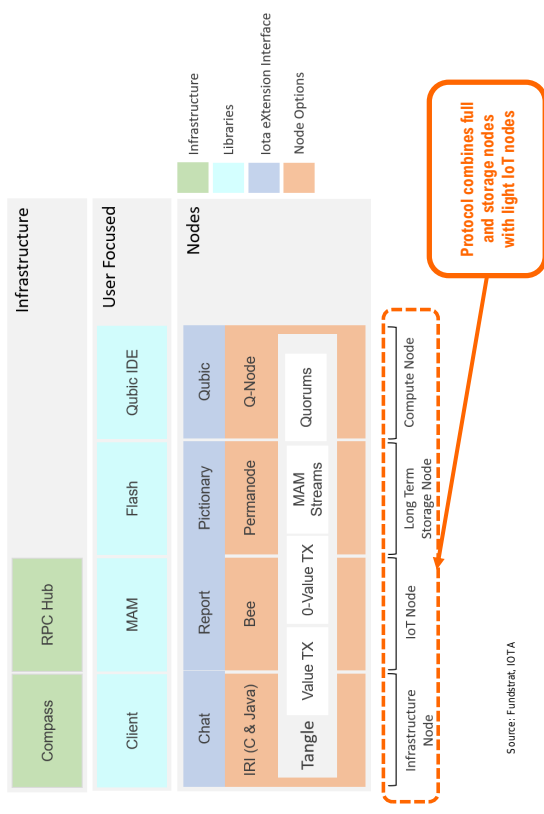 Compass
RPC Hub
Infrastructure
Client
MAM
Flash
Qubic IDE
User Focused
Chat
Report
Pictionary
Qubic
Nodes
IRI (C & Java)
Bee
Permanode
Q-Node
Tangle
Value TX
0-Value TX
MAM
Streams
Quorums
Infrastructure
Node
IoT Node
Long Term
Storage Node
Compute Node
Infrastructure
Libraries
Iota eXtension Interface
Node Options
Protocol combines full
and storage nodes
with light IoT nodes
Source: Fundstrat, IOTA